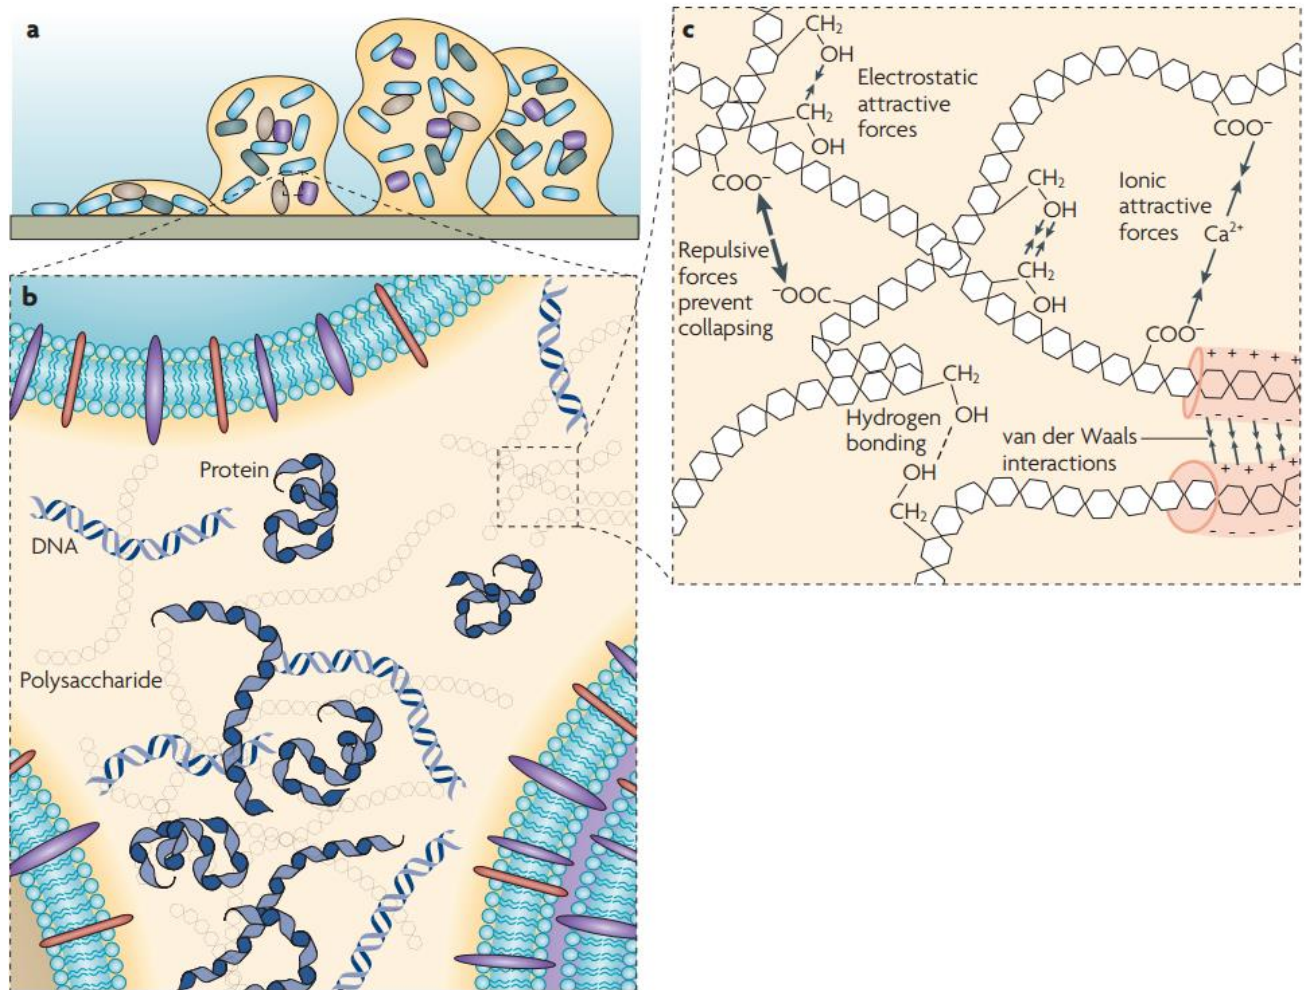 a
b
Protein
DNA
Polysaccharide
c
CH₂
OH
Electrostatic
attractive
forces
CH₂
OH
COO⁻
COO⁻
Repulsive
forces
prevent
collapsing
⁻OOC
CH₂
OH
CH₂
OH
Ionic
attractive
forces
Ca²⁺
COO⁻
+ + + + +
- - - -
CH₂
OH
Hydrogen
bonding
OH
CH₂
van der Waals
interactions
+ + + +
- - - -